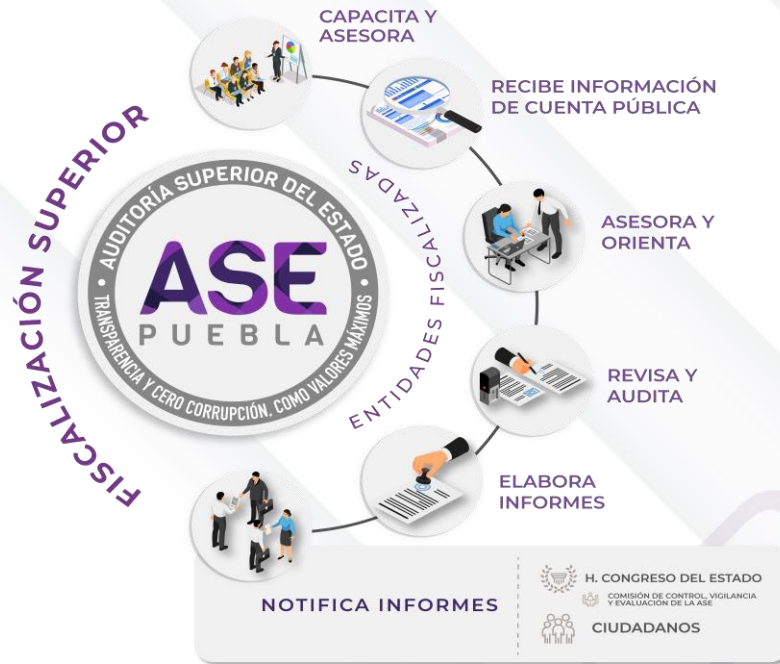 CAPACITA Y
ASESORA
RECIBE INFORMACIÓN
DE CUENTA PÚBLICA
FISCALIZACIÓN SUPERIOR
AUDITORÍA SUPERIOR DEL ESTADO
ASE
PUEBLA
TRANSPARENCIA Y CERO CORRUPCIÓN, COMO VALORES MÁXIMOS
ENTIDADES FISCALIZADAS
ASESORA Y
ORIENTA
REVISA Y
AUDITA
ELABORA
INFORMES
NOTIFICA INFORMES
H. CONGRESO DEL ESTADO
COMISIÓN DE CONTROL, VIGILANCIA
Y EVALUACIÓN DE LA ASE
CIUDADANOS